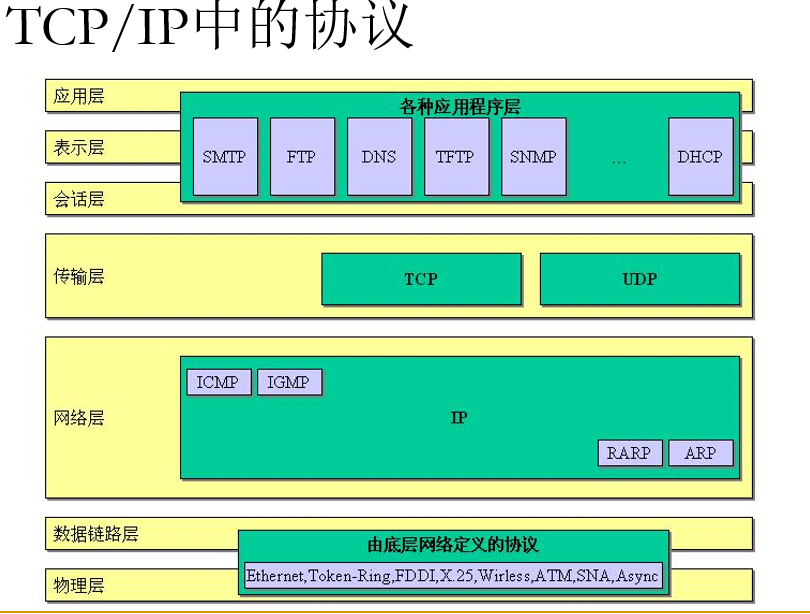 TCP/IP中的协议
应用层
各种应用程序层
表示层
SMTP FTP DNS TFTP SNMP ... DHCP
会话层
传输层
TCP UDP
ICMP IGMP
网络层
IP
RARP ARP
数据链路层
由底层网络定义的协议
Ethernet,Token-Ring,FDDI,X.25,Wirless,ATM,SNA,Async
物理层